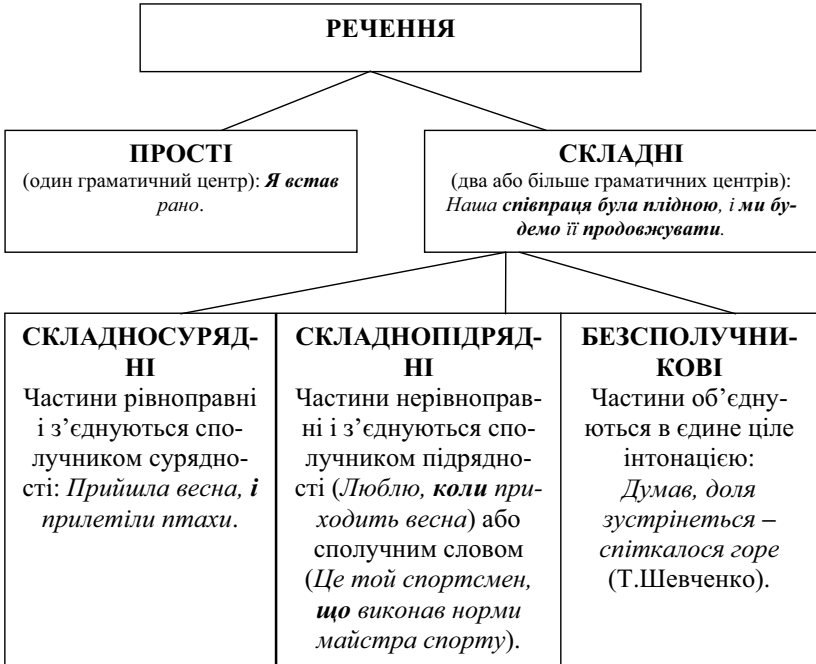 РЕЧЕННЯ
ПРОСТІ
(один граматичний центр): Я встав
рано.
СКЛАДНІ
(два або більше граматичних центрів):
Наша співпраця була плідною, і ми бу-
демо її продовжувати.
СКЛАДНОСУРЯД-
НІ
Частини рівноправні
і з’єднуються спо-
лучником сурядно-
сті: Прийшла весна, і
прилетіли птахи.
СКЛАДНОПІДРЯД-
НІ
Частини нерівноправ-
ні і з’єднуються спо-
лучником підрядно-
сті (Люблю, коли при-
ходить весна) або
сполучним словом
(Це той спортсмен,
що виконав норми
майстра спорту).
БЕЗСПОЛУЧНИ-
КОВІ
Частини об’єдну-
ються в єдине ціле
інтонацією:
Думав, доля
зустрінеться –
спіткалося горе
(Т.Шевченко).